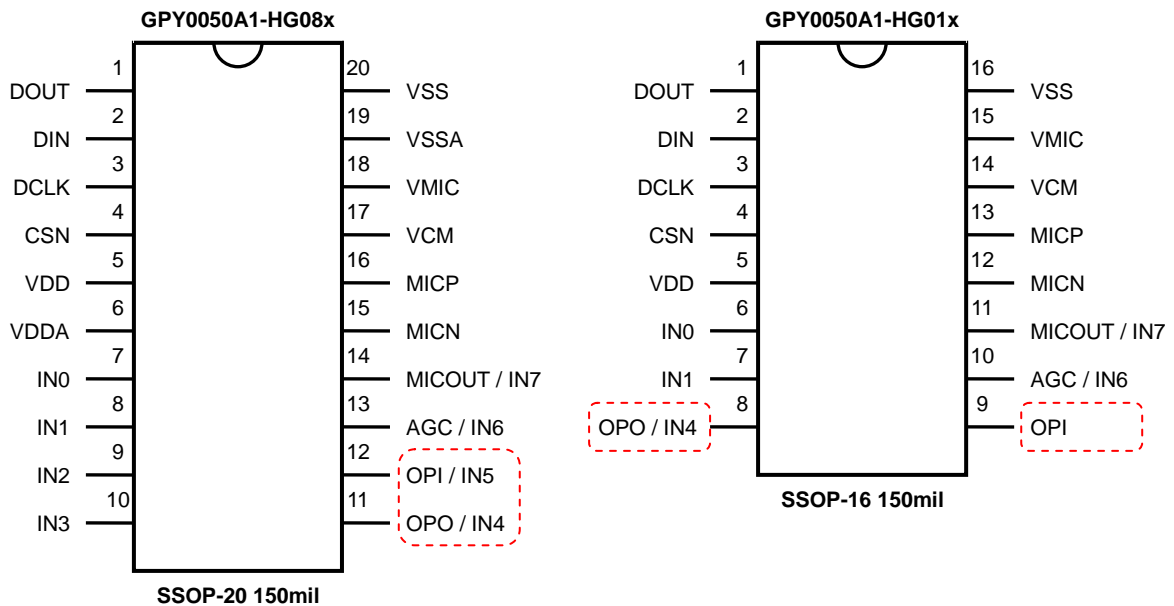 GPY0050A1-HG08x
1
DOUT
2
DIN
3
DCLK
4
CSN
5
VDD
6
VDDA
7
IN0
8
IN1
9
IN2
10
IN3
20
VSS
19
VSSA
18
VMIC
17
VCM
16
MICP
15
MICN
14
MICOUT / IN7
13
AGC / IN6
12
OPI / IN5
11
OPO / IN4
SSOP-20 150mil
GPY0050A1-HG01x
1
DOUT
2
DIN
3
DCLK
4
CSN
5
VDD
6
IN0
7
IN1
8
OPO / IN4
16
VSS
15
VMIC
14
VCM
13
MICP
12
MICN
11
MICOUT / IN7
10
AGC / IN6
9
OPI
SSOP-16 150mil